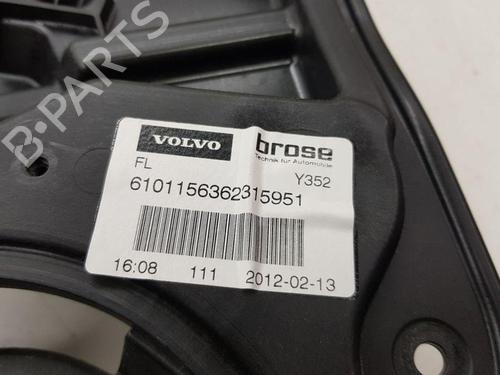 B-PARTS
VOLVO
brose
Technik für Automobile
FL
Y352
6101156362315951
16:08 111 2012-02-13